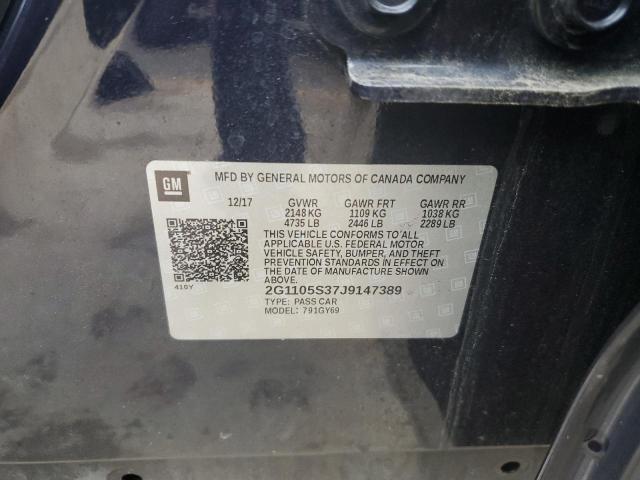 GM
MFD BY GENERAL MOTORS OF CANADA COMPANY
12/17 GVWR GAWR FRT GAWR RR
2148 KG 1109 KG 1038 KG
4735 LB 2446 LB 2289 LB
THIS VEHICLE CONFORMS TO ALL
APPLICABLE U.S. FEDERAL MOTOR
VEHICLE SAFETY, BUMPER, AND THEFT
PREVENTION STANDARDS IN EFFECT ON
THE DATE OF MANUFACTURE SHOWN
ABOVE.
410Y
2G1105S37J9147389
TYPE: PASS CAR
MODEL: 791GY69